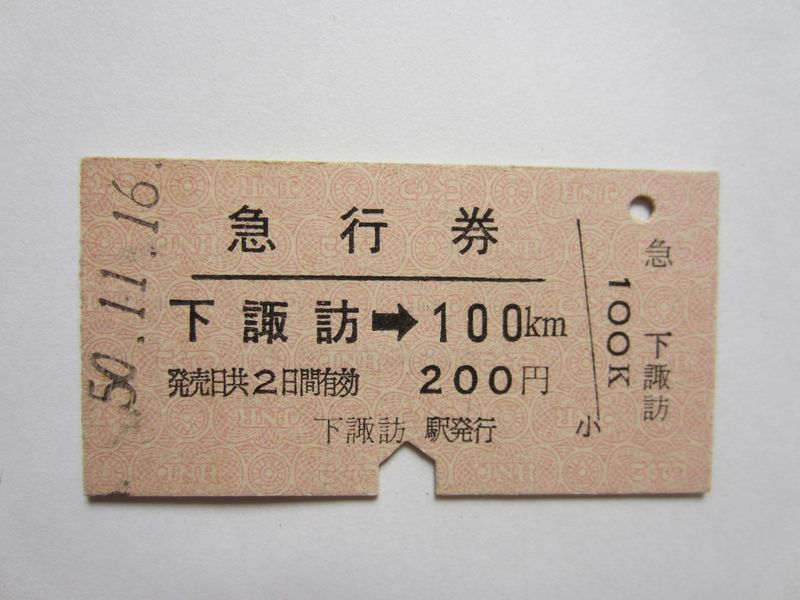 50.11.16.
急行券
下諏訪➡100km
発売日共2日間有効 200円
下諏訪 駅発行
急 下諏訪
100K
小